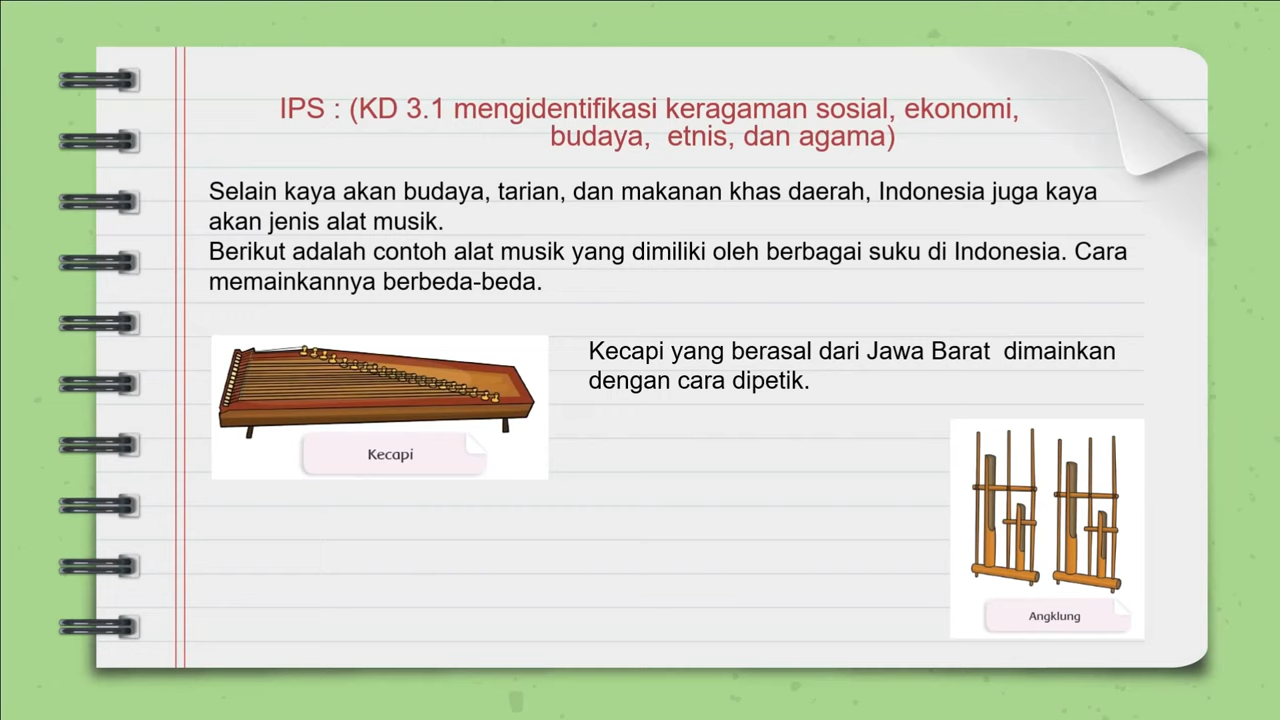 IPS : (KD 3.1 mengidentifikasi keragaman sosial, ekonomi,
budaya,  etnis, dan agama)
Selain kaya akan budaya, tarian, dan makanan khas daerah, Indonesia juga kaya
akan jenis alat musik.
Berikut adalah contoh alat musik yang dimiliki oleh berbagai suku di Indonesia. Cara
memainkannya berbeda-beda.
Kecapi yang berasal dari Jawa Barat  dimainkan
dengan cara dipetik.
Kecapi
Angklung